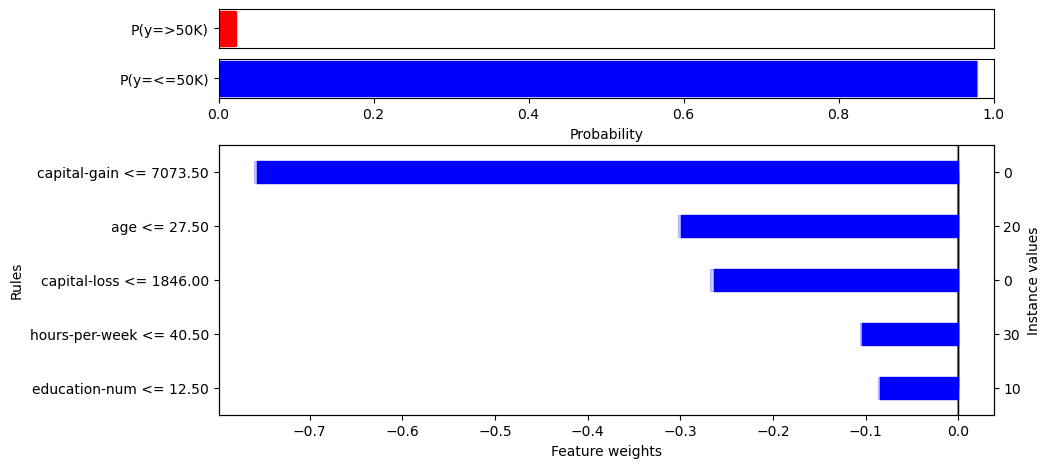 P(y=>50K)
P(y=<=50K)
0.0 0.2 0.4 0.6 0.8 1.0
Probability
capital-gain <= 7073.50 0
age <= 27.50 20
capital-loss <= 1846.00 0
hours-per-week <= 40.50 30
education-num <= 12.50 10
Rules
Instance values
−0.7 −0.6 −0.5 −0.4 −0.3 −0.2 −0.1 0.0
Feature weights